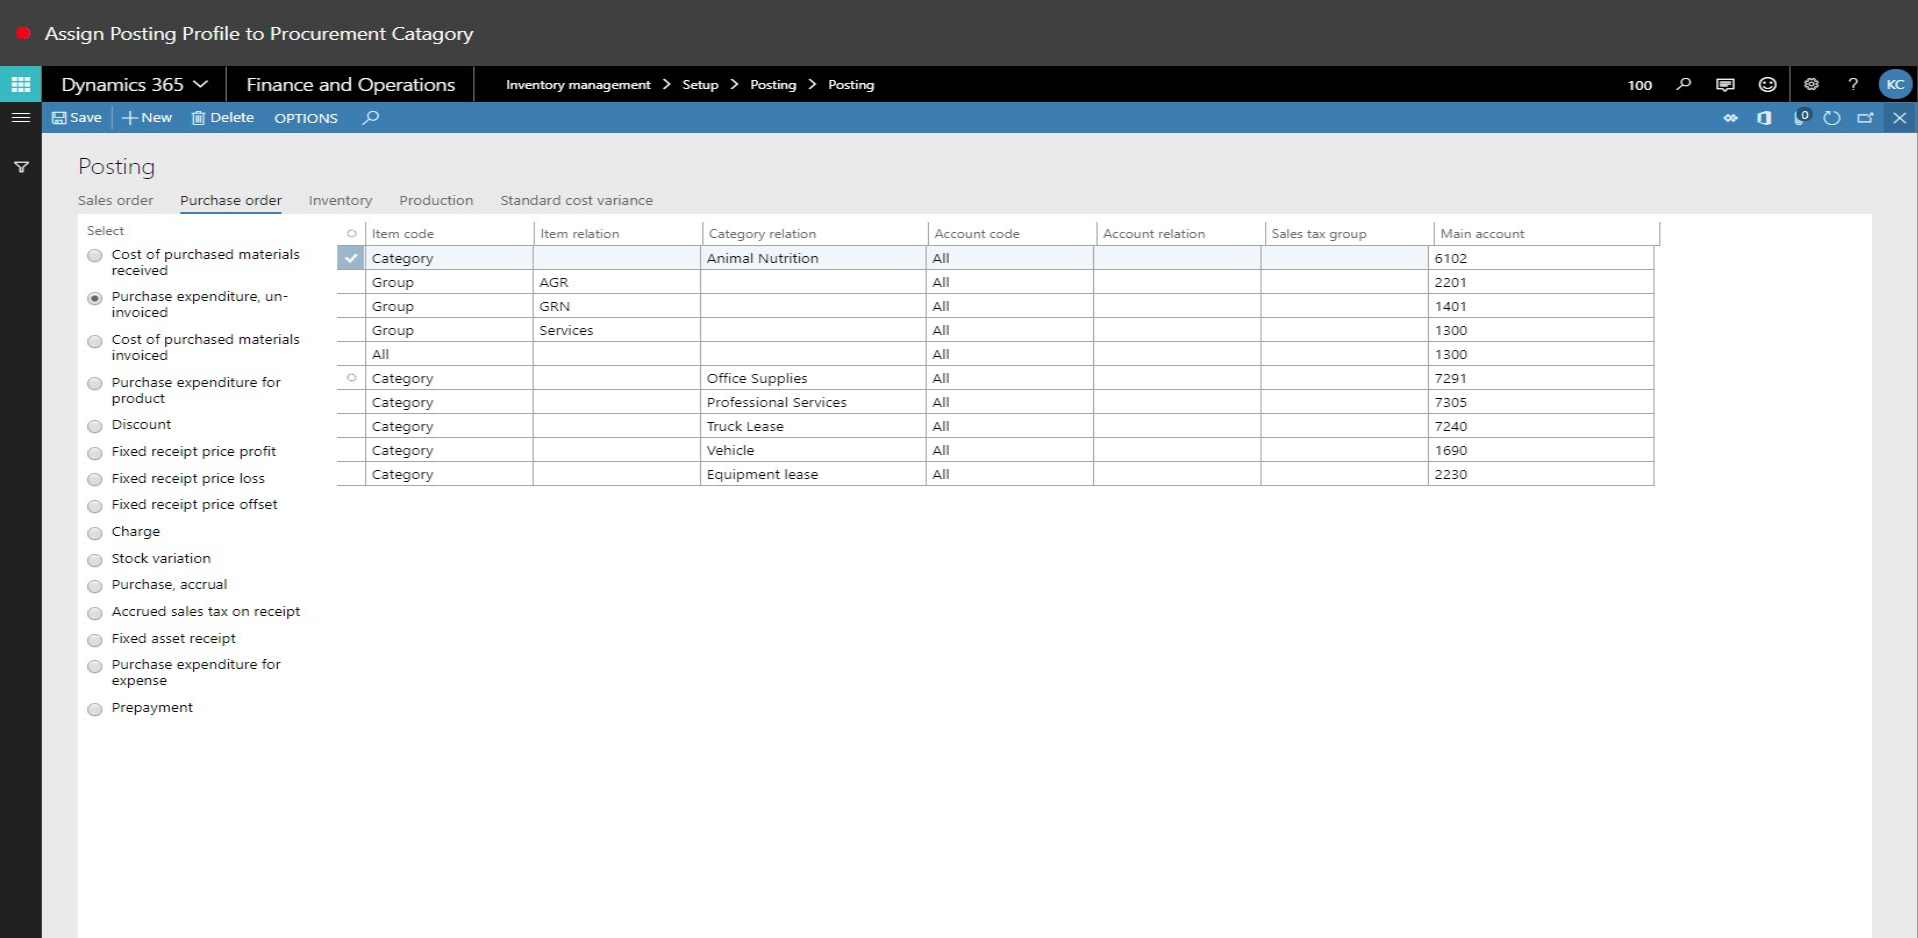 Assign Posting Profile to Procurement Catagory
Dynamics 365 Finance and Operations Inventory management > Setup > Posting > Posting 100 ? KC
Save + New Delete OPTIONS 0
Posting
Sales order Purchase order Inventory Production Standard cost variance
Select
Cost of purchased materials
received
Purchase expenditure, un-
invoiced
Cost of purchased materials
invoiced
Purchase expenditure for
product
Discount
Fixed receipt price profit
Fixed receipt price loss
Fixed receipt price offset
Charge
Stock variation
Purchase, accrual
Accrued sales tax on receipt
Fixed asset receipt
Purchase expenditure for
expense
Prepayment
Item code Item relation Category relation Account code Account relation Sales tax group Main account
Category Animal Nutrition All 6102
Group AGR All 2201
Group GRN All 1401
Group Services All 1300
All All 1300
Category Office Supplies All 7291
Category Professional Services All 7305
Category Truck Lease All 7240
Category Vehicle All 1690
Category Equipment lease All 2230